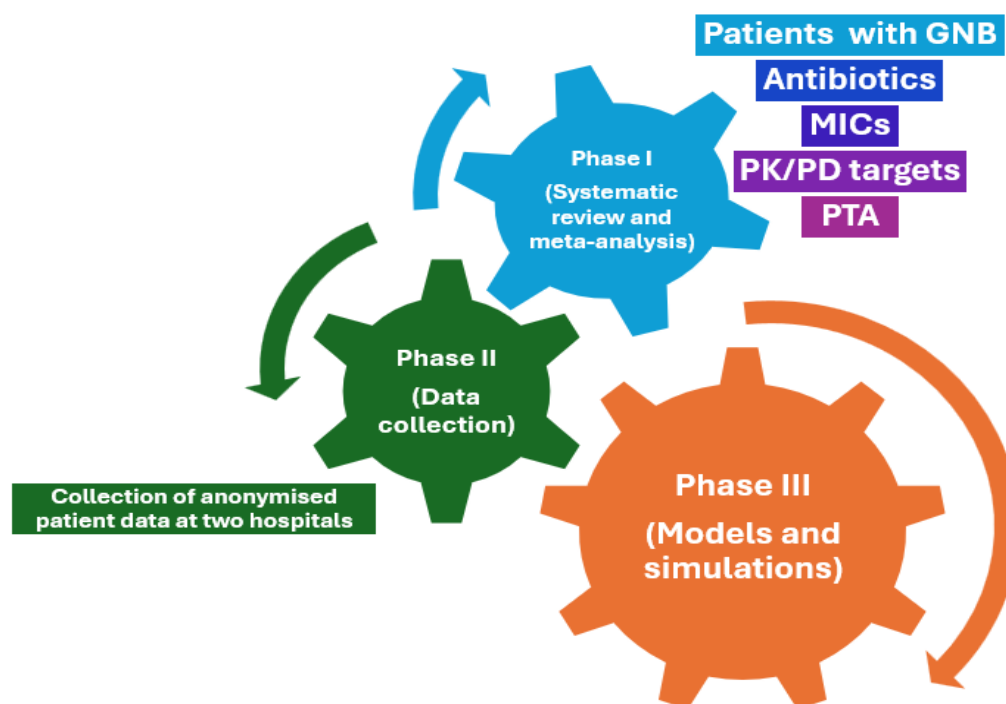 Patients with GNB
Antibiotics
MICs
PK/PD targets
PTA
Phase I
(Systematic
review and
meta-analysis)
Phase II
(Data
collection)
Collection of anonymised
patient data at two hospitals
Phase III
(Models and
simulations)